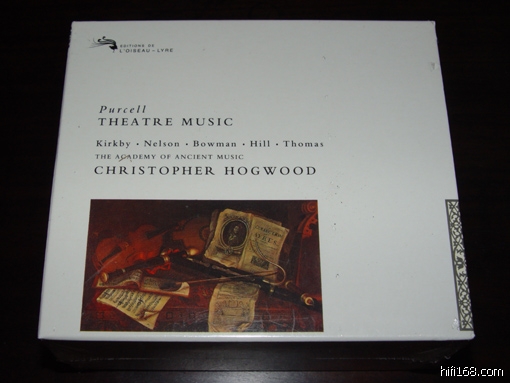 EDITIONS DE
L'OISEAU-LYRE
Purcell
THEATRE MUSIC
Kirkby • Nelson • Bowman • Hill • Thomas
THE ACADEMY OF ANCIENT MUSIC
CHRISTOPHER HOGWOOD
hifi168.com